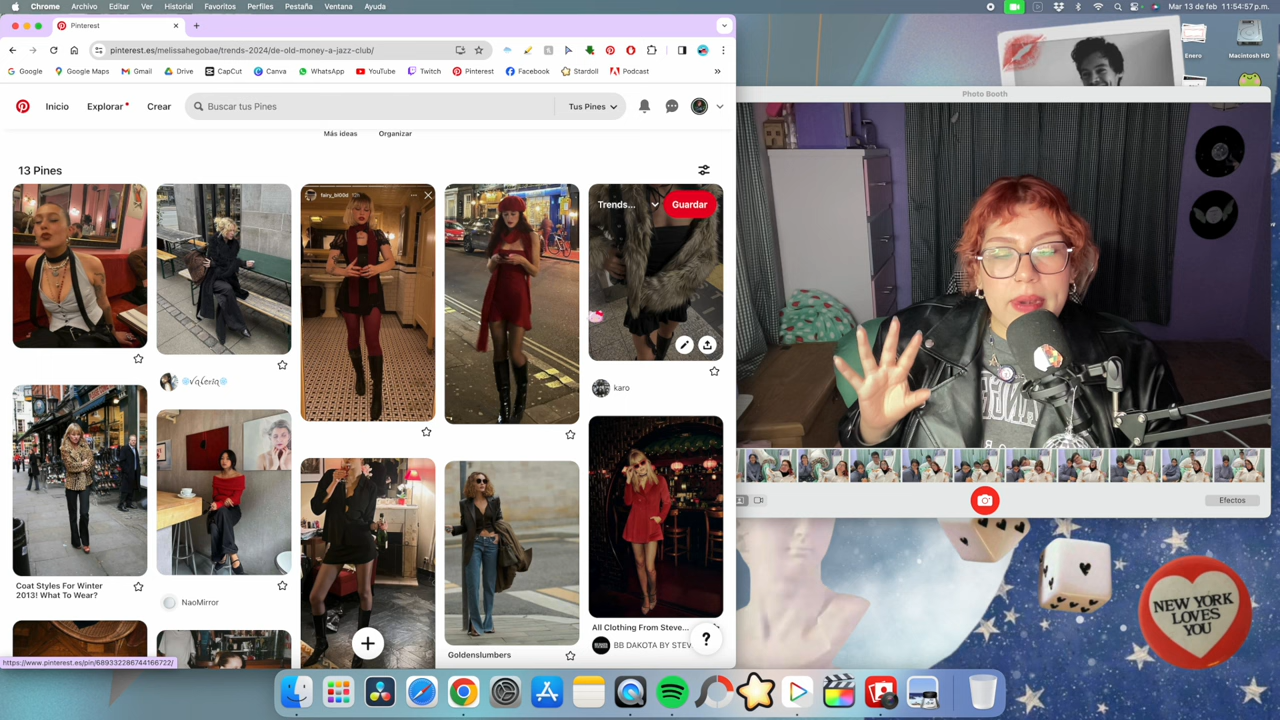 Chrome Archivo Editar Ver Historial Favoritos Perfiles Pestaña Ventana Ayuda
Mar 13 de feb 11:54:57 p.m.
Pinterest
pinterest.es/melissahegobae/trends-2024/de-old-money-a-jazz-club/
Google Google Maps Gmail Drive CapCut Canva WhatsApp YouTube Twitch Pinterest Facebook Stardoll Podcast »
Inicio Explorar Crear Buscar tus Pines Tus Pines
Más ideas Organizar
13 Pines
Trends... Guardar
Valeria
karo
Coat Styles For Winter
2013! What To Wear?
NaoMirror
Goldenslumbers
All Clothing From Steve...
BB DAKOTA BY STEV
?
https://www.pinterest.es/pin/689332286744166722/
Enero
Macintosh HD
Photo Booth
Efectos
NEW YORK
LOVES
YOU